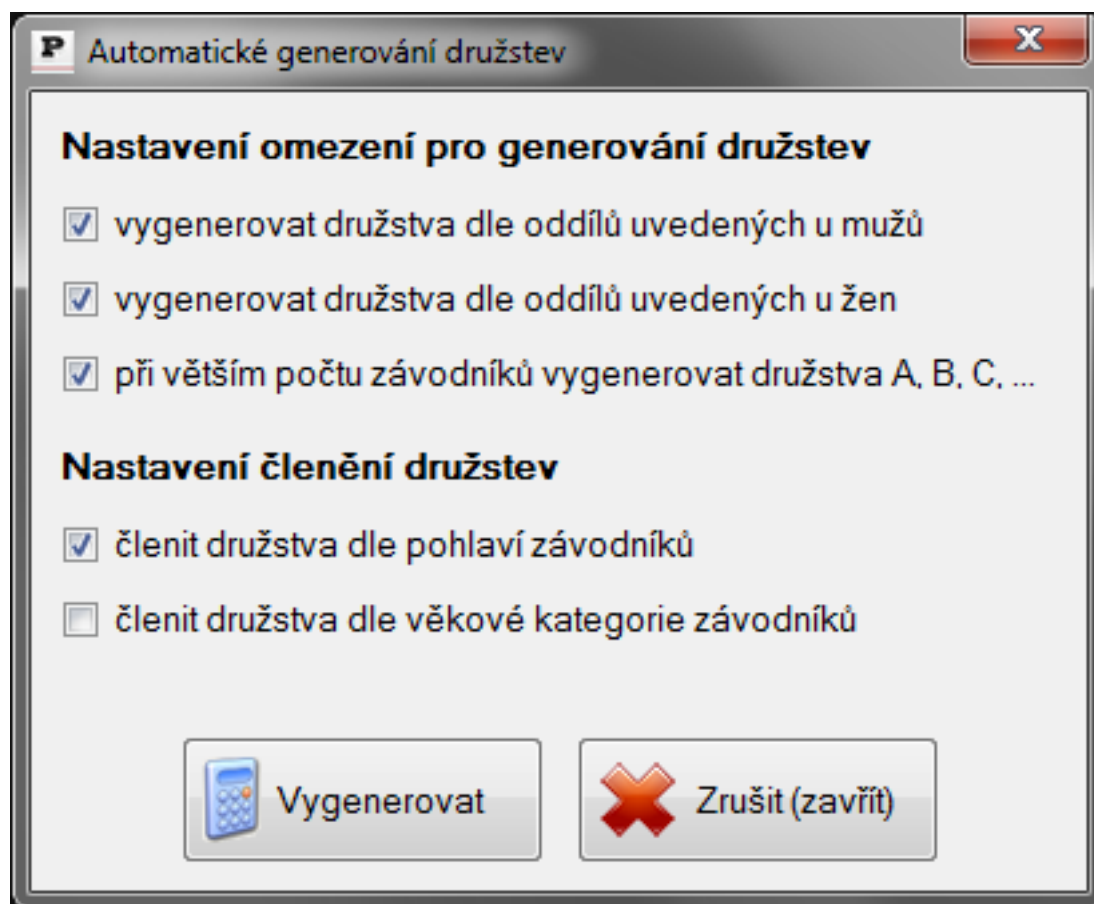 P Automatické generování družstev
Nastavení omezení pro generování družstev
vygenerovat družstva dle oddílů uvedených u mužů
vygenerovat družstva dle oddílů uvedených u žen
při větším počtu závodníků vygenerovat družstva A, B, C, ...
Nastavení členění družstev
členit družstva dle pohlaví závodníků
členit družstva dle věkové kategorie závodníků
Vygenerovat
Zrušit (zavřít)